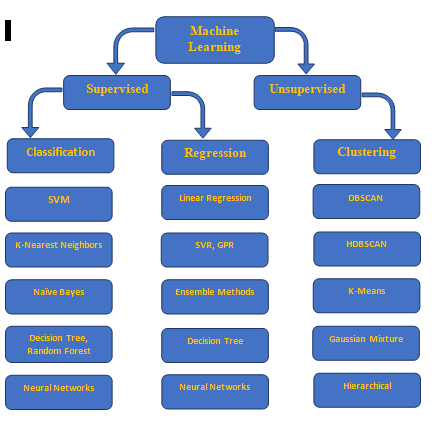 Machine
Learning
Supervised
Unsupervised
Classification
Regression
Clustering
SVM
Linear Regression
DBSCAN
K-Nearest Neighbors
SVR, GPR
HDBSCAN
Naïve Bayes
Ensemble Methods
K-Means
Decision Tree,
Random Forest
Decision Tree
Gaussian Mixture
Neural Networks
Neural Networks
Hierarchical